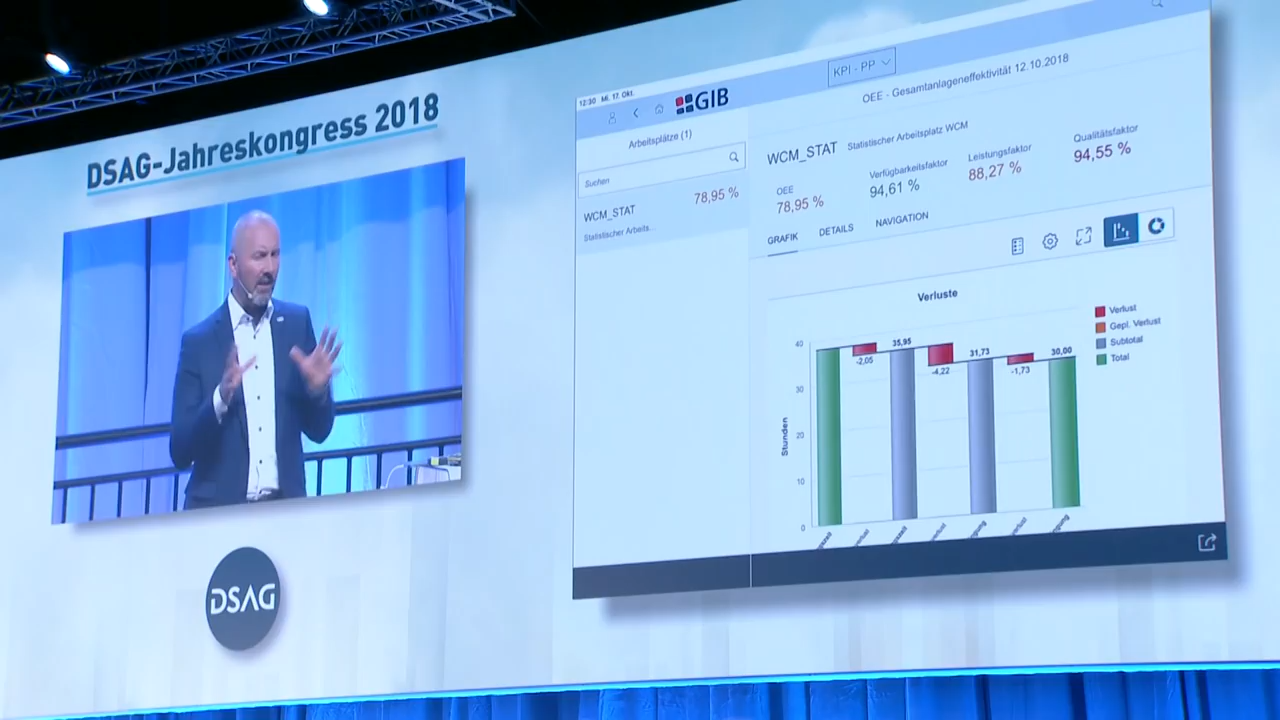 DSAG-Jahreskongress 2018
DSAG
12:30 Mi. 17. Okt.
GIB
KPI - PP
Arbeitsplätze (1)
Suchen
WCM_STAT
78,95 %
Statistischer Arbeits...
OEE - Gesamtanlageneffektivität 12.10.2018
WCM_STAT Statistischer Arbeitsplatz WCM
OEE
78,95 %
Verfügbarkeitsfaktor
94,61 %
Leistungsfaktor
88,27 %
Qualitätsfaktor
94,55 %
GRAFIK DETAILS NAVIGATION
Verluste
Stunden
40
30
20
10
0
-2,05
35,95
-4,22
31,73
-1,73
30,00
Verlust
Gepl. Verlust
Subtotal
Total